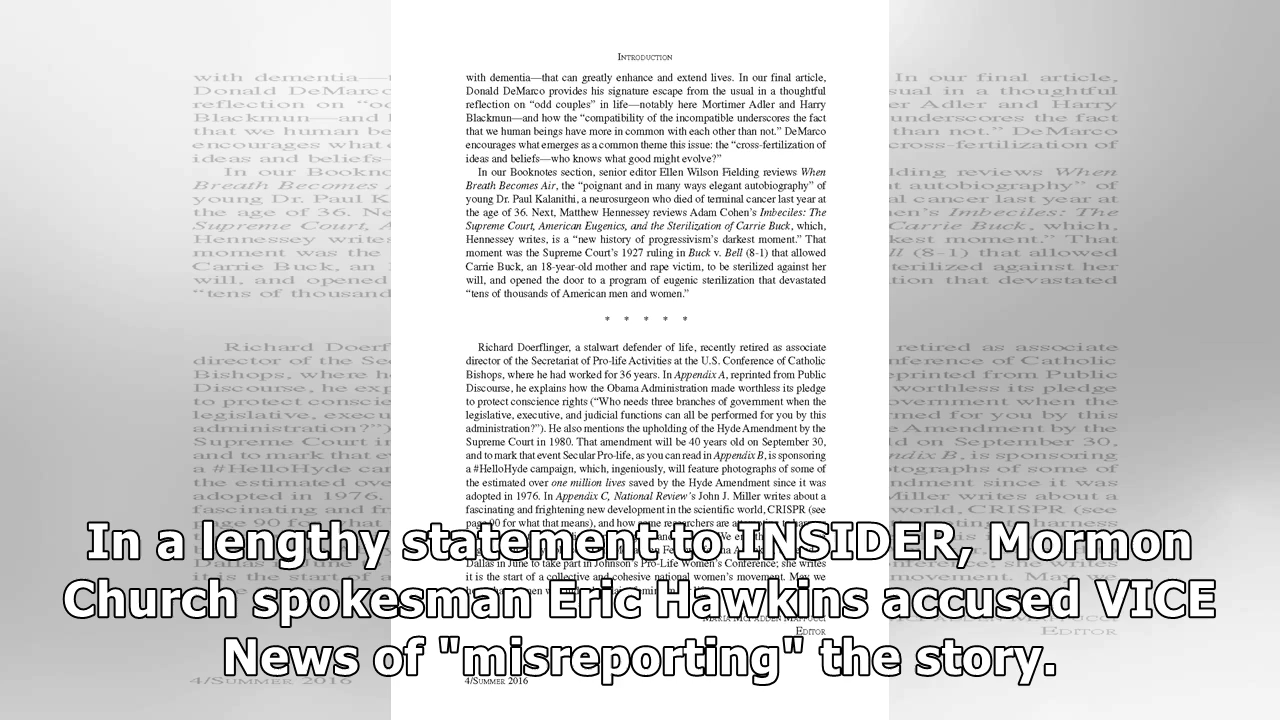 INTRODUCTION
with dementia—that can greatly enhance and extend lives. In our final article,
Donald DeMarco provides his signature escape from the usual in a thoughtful
reflection on “odd couples” in life—notably here Mortimer Adler and Harry
Blackmun—and how the “compatibility of the incompatible underscores the fact
that we human beings have more in common with each other than not.” DeMarco
encourages what emerges as a common theme this issue: the “cross-fertilization of
ideas and beliefs—who knows what good might evolve?”
In our Booknotes section, senior editor Ellen Wilson Fielding reviews When
Breath Becomes Air, the “poignant and in many ways elegant autobiography” of
young Dr. Paul Kalanithi, a neurosurgeon who died of terminal cancer last year at
the age of 36. Next, Matthew Hennessey reviews Adam Cohen’s Imbeciles: The
Supreme Court, American Eugenics, and the Sterilization of Carrie Buck, which,
Hennessey writes, is a “new history of progressivism’s darkest moment.” That
moment was the Supreme Court’s 1927 ruling in Buck v. Bell (8-1) that allowed
Carrie Buck, an 18-year-old mother and rape victim, to be sterilized against her
will, and opened the door to a program of eugenic sterilization that devastated
“tens of thousands of American men and women.”
* * * * *
Richard Doerflinger, a stalwart defender of life, recently retired as associate
director of the Secretariat of Pro-life Activities at the U.S. Conference of Catholic
Bishops, where he had worked for 36 years. In Appendix A, reprinted from Public
Discourse, he explains how the Obama Administration made worthless its pledge
to protect conscience rights (“Who needs three branches of government when the
legislative, executive, and judicial functions can all be performed for you by this
administration?”). He also mentions the upholding of the Hyde Amendment by the
Supreme Court in 1980. That amendment will be 40 years old on September 30,
and to mark that event Secular Pro-life, as you can read in Appendix B, is sponsoring
a #HelloHyde campaign, which, ingeniously, will feature photographs of some of
the estimated over one million lives saved by the Hyde Amendment since it was
adopted in 1976. In Appendix C, National Review’s John J. Miller writes about a
fascinating and frightening new development in the scientific world, CRISPR (see
page 90 for what that means), and how some researchers are
Dallas in June to take part in Johnson’s Pro-Life Women’s Conference; she writes
it is the start of a collective and cohesive national women’s movement. May we
EDITOR
4/SUMMER 2016
In a lengthy statement to INSIDER, Mormon
Church spokesman Eric Hawkins accused VICE
News of "misreporting" the story.